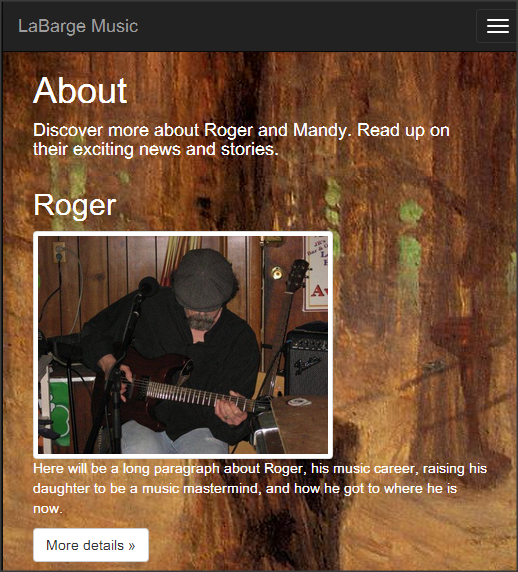 LaBarge Music
About
Discover more about Roger and Mandy. Read up on
their exciting news and stories.
Roger
Here will be a long paragraph about Roger, his music career, raising his
daughter to be a music mastermind, and how he got to where he is
now.
More details »